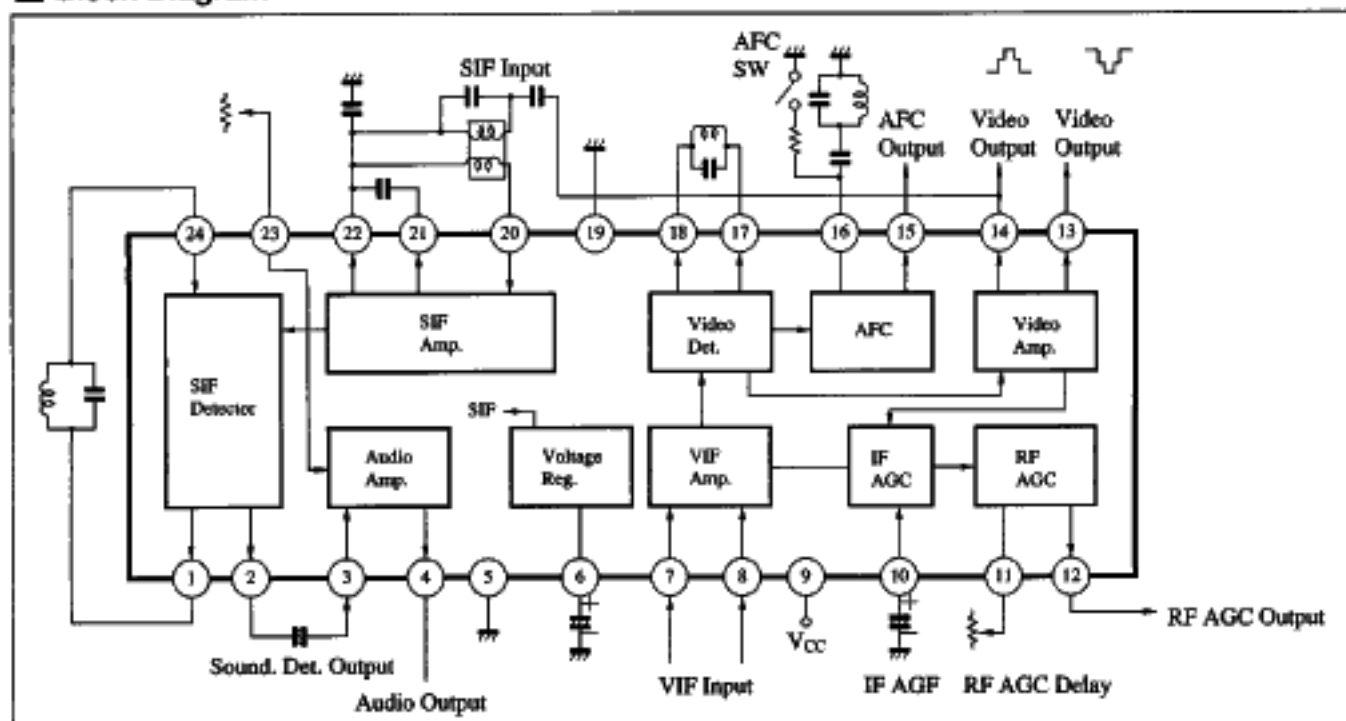 SIF Input
AFC
SW
AFC
Output
Video
Output
Video
Output
24
23
22
21
20
19
18
17
16
15
14
13
SIF
Amp.
Video
Det.
AFC
Video
Amp.
SIF
Detector
SIF
Audio
Amp.
Voltage
Reg.
VIF
Amp.
IF
AGC
RF
AGC
1
2
3
4
5
6
7
8
9
10
11
12
+
+
VCC
RF AGC Output
Sound. Det. Output
Audio Output
VIF Input
IF AGF
RF AGC Delay